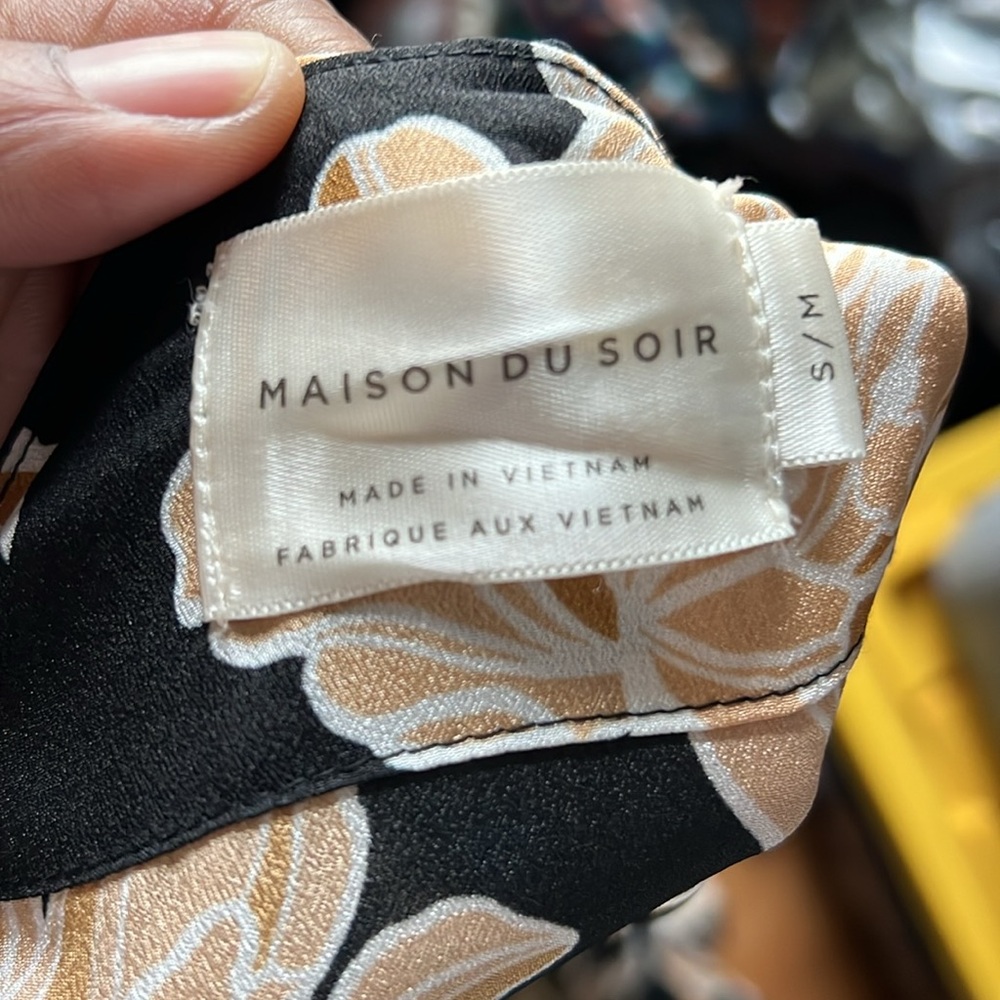 MAISON DU SOIR
MADE IN VIETNAM
FABRIQUE AUX VIETNAM
S/M